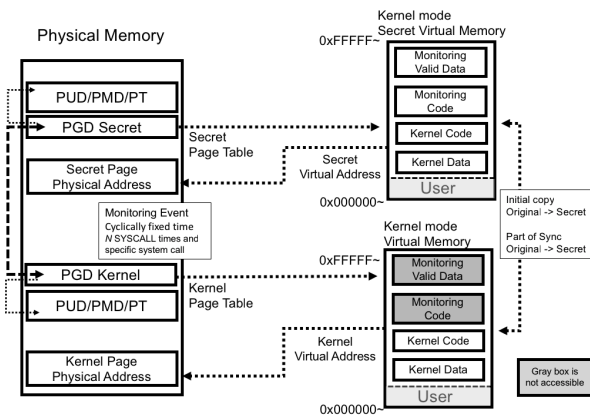 Physical Memory
PUD/PMD/PT
PGD Secret
Secret Page
Physical Address
Monitoring Event
Cyclically fixed time
N SYSCALL times and
specific system call
PGD Kernel
PUD/PMD/PT
Kernel Page
Physical Address
Secret
Page Table
Secret
Virtual Address
Kernel
Page Table
Kernel
Virtual Address
Kernel mode
Secret Virtual Memory
0xFFFFF~
Monitoring
Valid Data
Monitoring
Code
Kernel Code
Kernel Data
User
0x000000~
Kernel mode
Virtual Memory
0xFFFFF~
Monitoring
Valid Data
Monitoring
Code
Kernel Code
Kernel Data
User
0x000000~
Initial copy
Original -> Secret
Part of Sync
Original -> Secret
Gray box is
not accessible